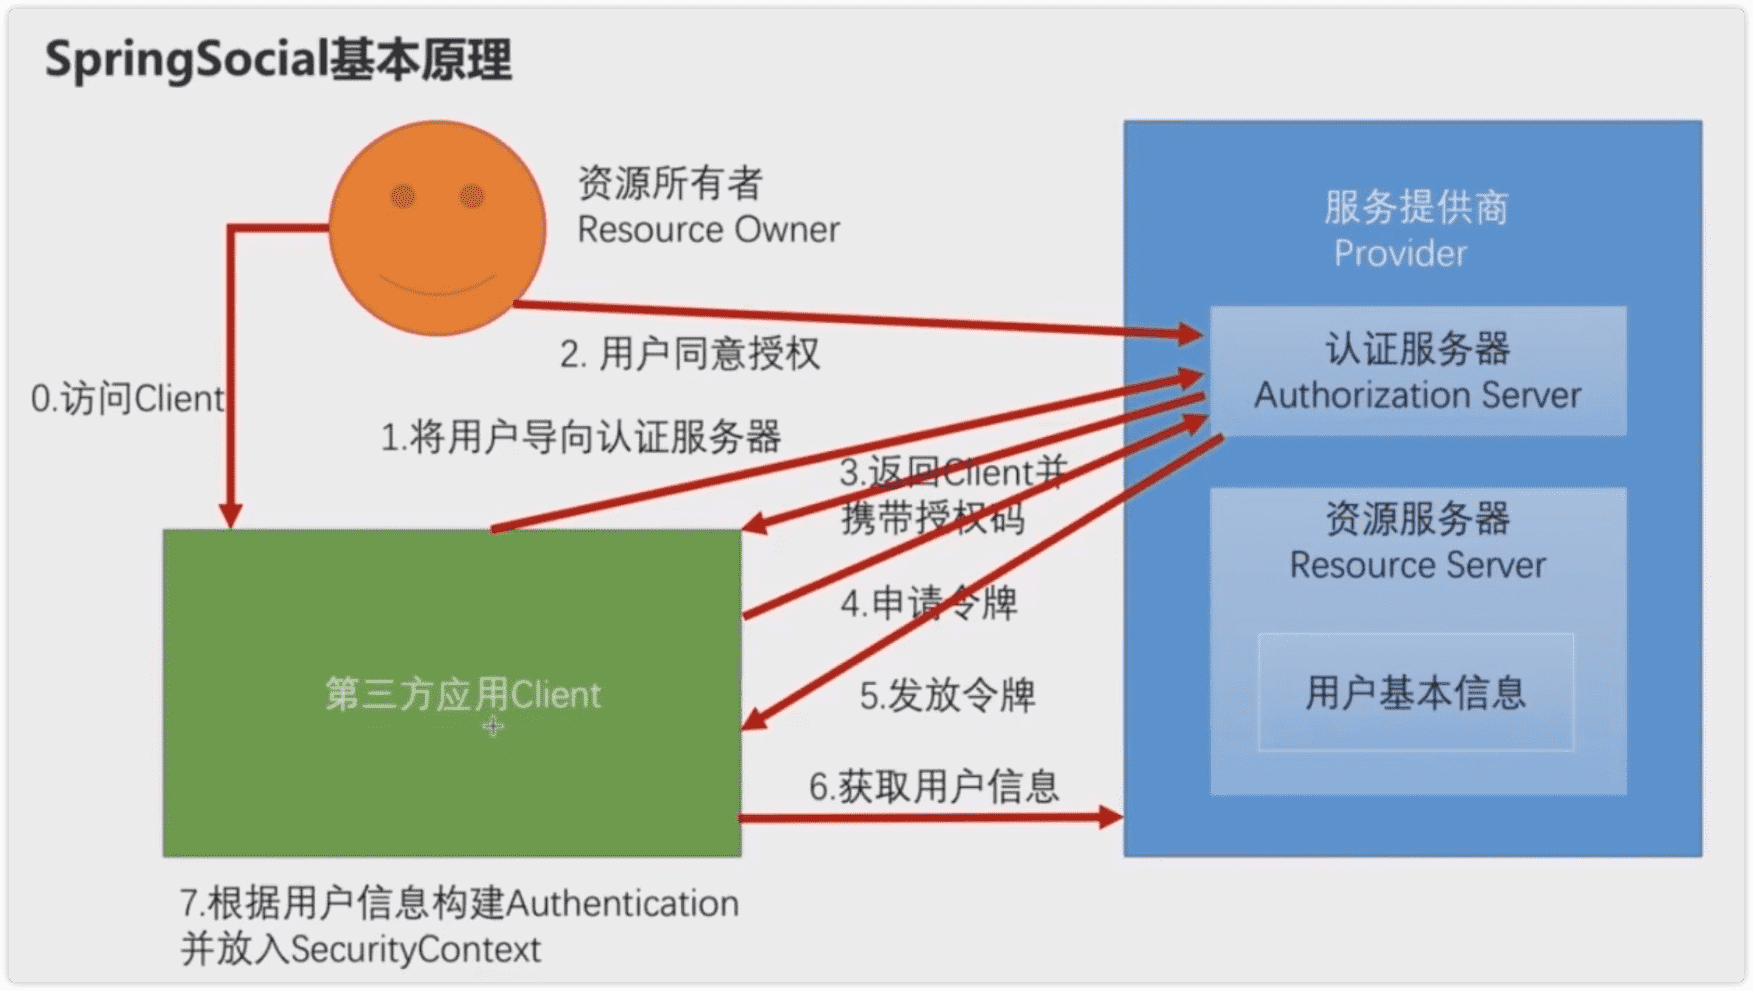 SpringSocial基本原理
资源所有者
Resource Owner
服务提供商
Provider
2. 用户同意授权
认证服务器
Authorization Server
0.访问Client
1.将用户导向认证服务器
3.返回Client并
携带授权码
资源服务器
Resource Server
4.申请令牌
第三方应用Client
5.发放令牌
用户基本信息
6.获取用户信息
7.根据用户信息构建Authentication
并放入SecurityContext